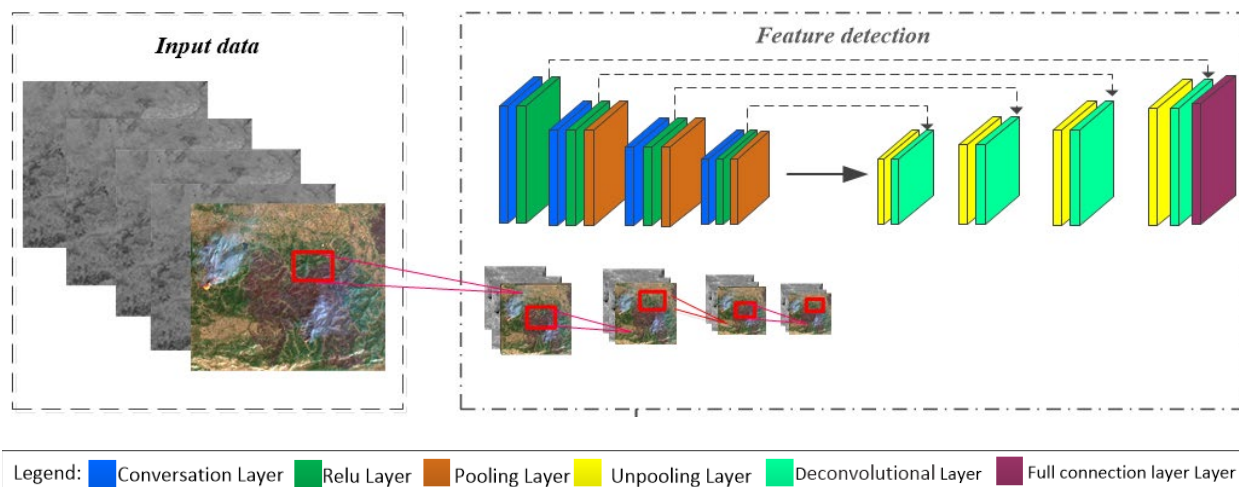 Input data
Feature detection
Legend: Conversation Layer Relu Layer Pooling Layer Unpooling Layer Deconvolutional Layer Full connection layer Layer